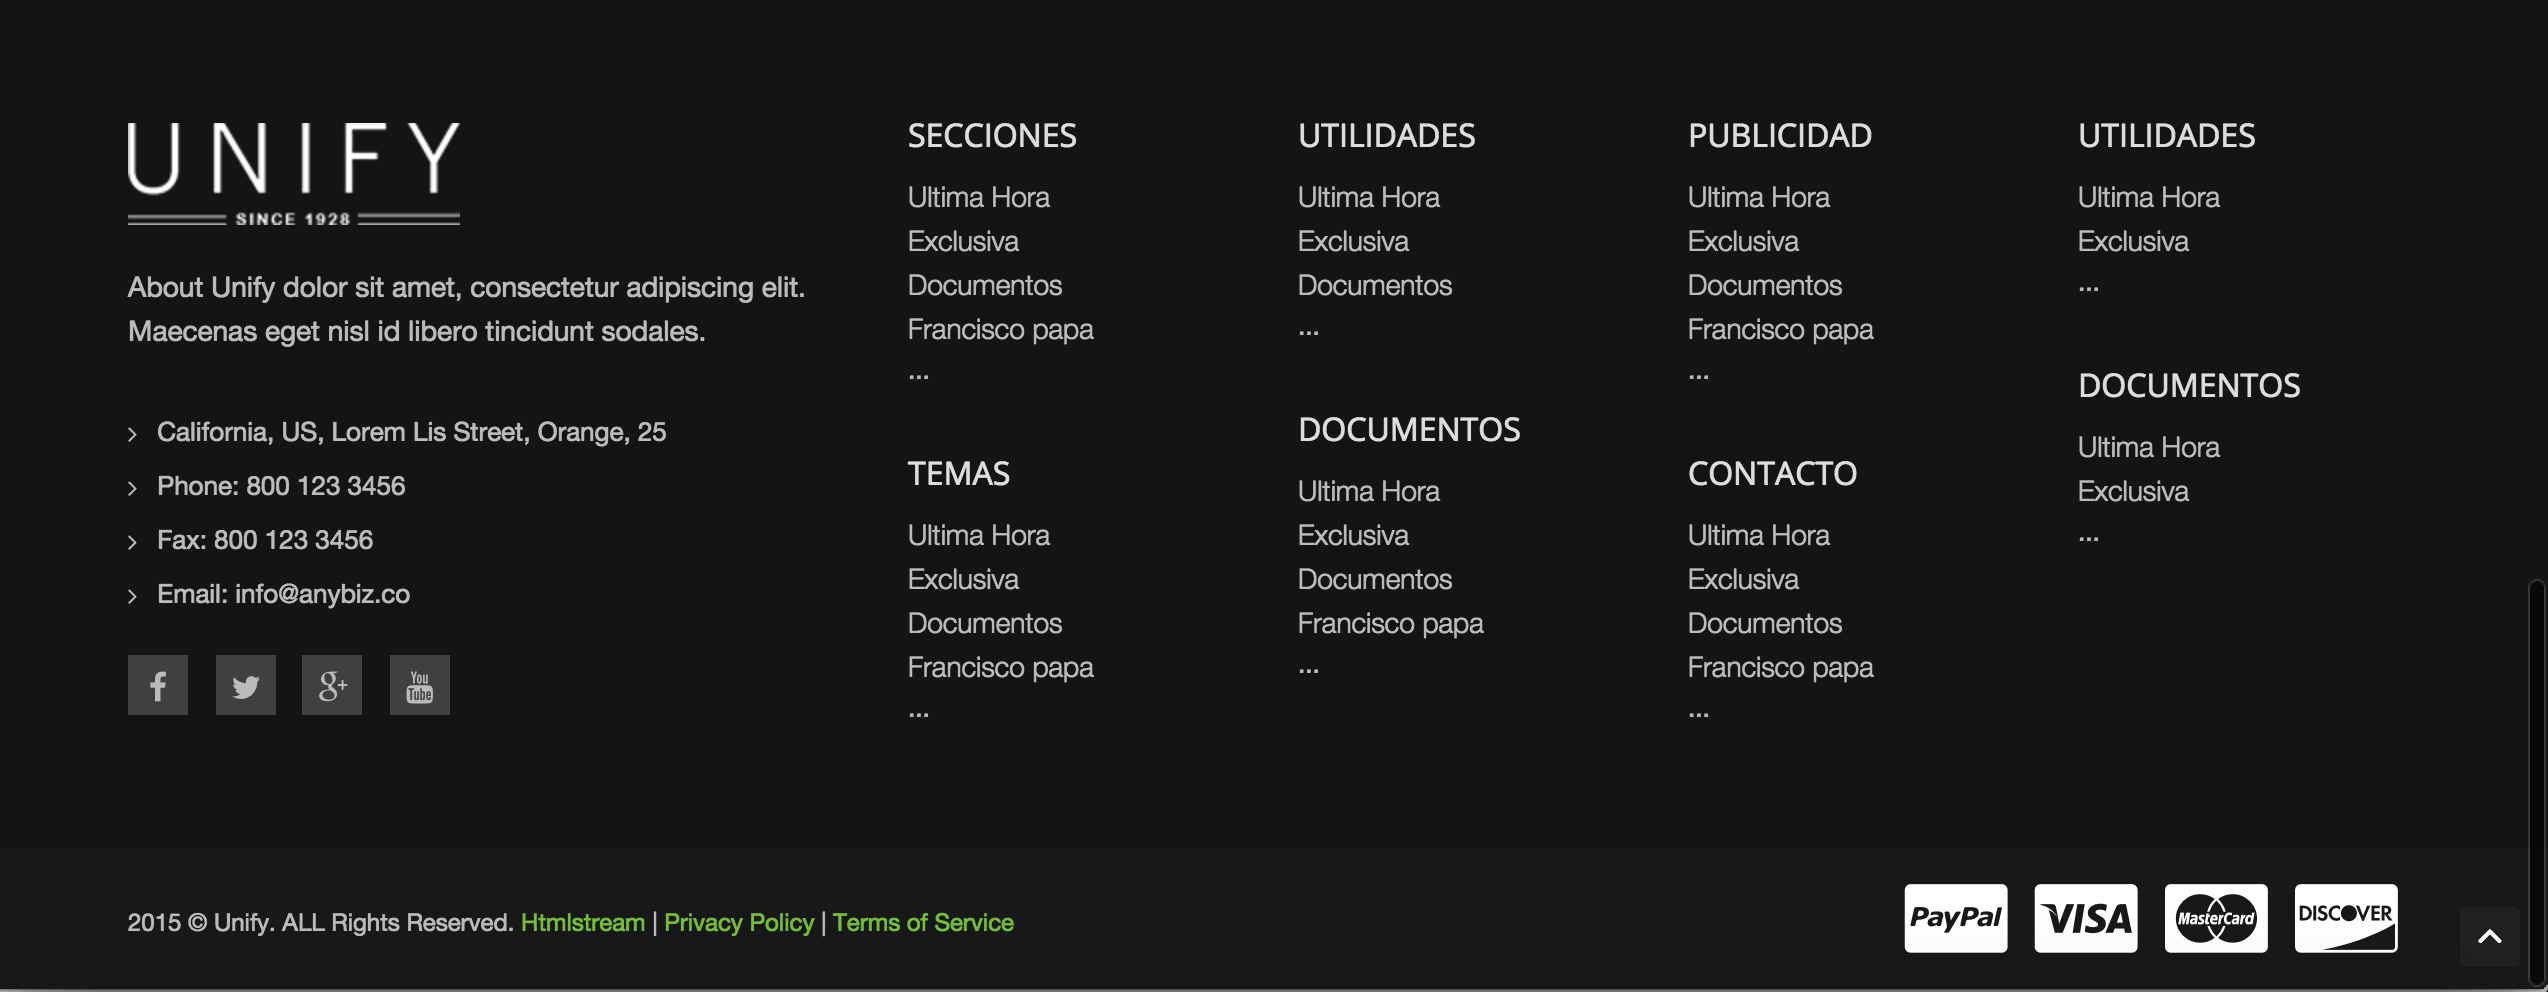 UNIFY
SINCE 1928
About Unify dolor sit amet, consectetur adipiscing elit.
Maecenas eget nisl id libero tincidunt sodales.
California, US, Lorem Lis Street, Orange, 25
Phone: 800 123 3456
Fax: 800 123 3456
Email: info@anybiz.co
You
Tube
SECCIONES
Ultima Hora
Exclusiva
Documentos
Francisco papa
...
TEMAS
Ultima Hora
Exclusiva
Documentos
Francisco papa
...
UTILIDADES
Ultima Hora
Exclusiva
Documentos
...
DOCUMENTOS
Ultima Hora
Exclusiva
Documentos
Francisco papa
...
PUBLICIDAD
Ultima Hora
Exclusiva
Documentos
Francisco papa
...
CONTACTO
Ultima Hora
Exclusiva
Documentos
Francisco papa
...
UTILIDADES
Ultima Hora
Exclusiva
...
DOCUMENTOS
Ultima Hora
Exclusiva
...
2015 © Unify. ALL Rights Reserved. Htmlstream | Privacy Policy | Terms of Service
PayPal
VISA
MasterCard
DISCOVER